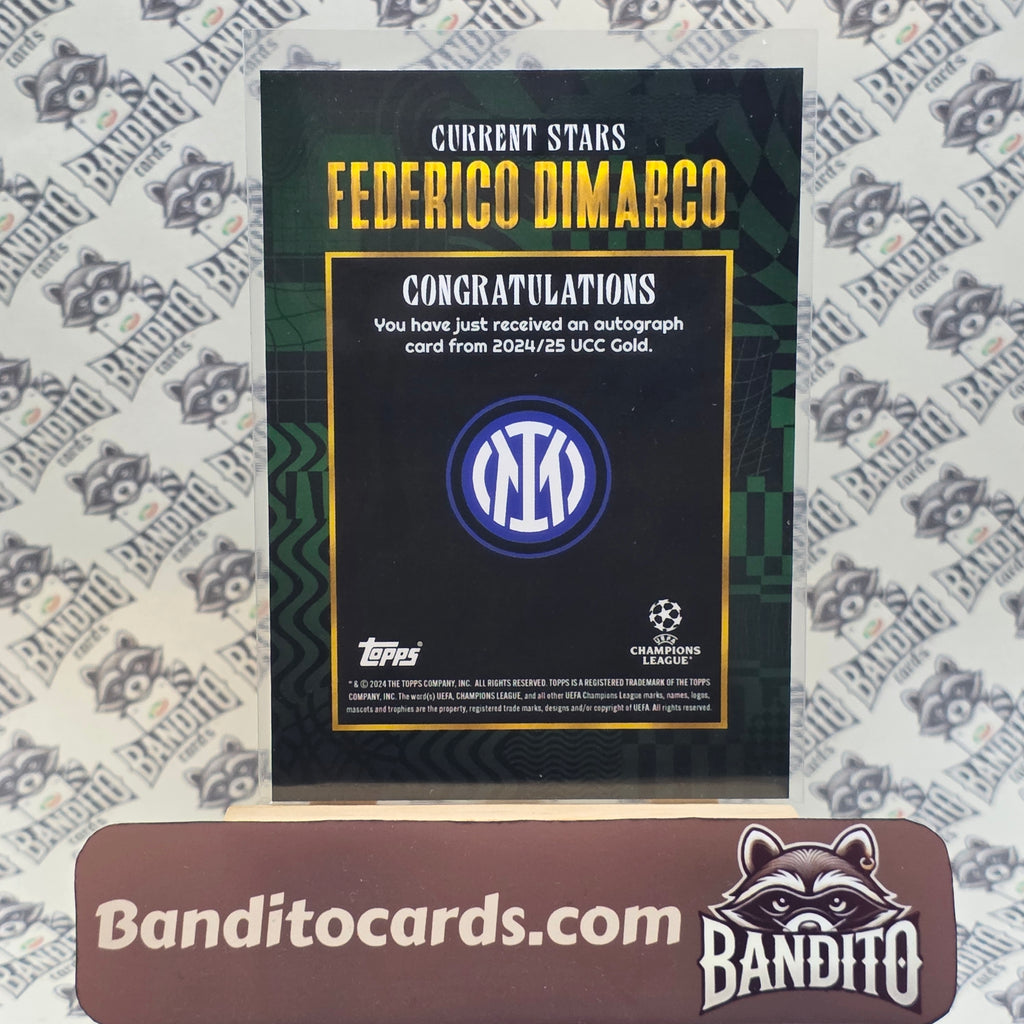 CURRENT STARS
FEDERICO DIMARCO
CONGRATULATIONS
You have just received an autograph
card from 2024/25 UCC Gold.
topps®
UEFA
CHAMPIONS
LEAGUE®
* & © 2024 THE TOPPS COMPANY, INC. ALL RIGHTS RESERVED. TOPPS IS A REGISTERED TRADEMARK OF THE TOPPS
COMPANY, INC. The word(s) UEFA, CHAMPIONS LEAGUE, and all other UEFA Champions League marks, names, logos,
mascots and trophies are the property, registered trade marks, designs and/or copyright of UEFA. All rights reserved.
Banditocards.com
BANDITO
BANDITO
cards